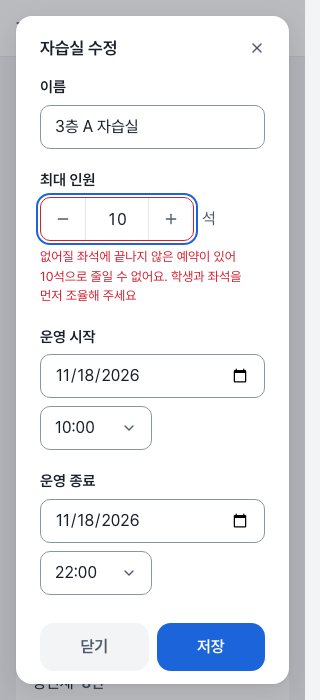 자습실 수정
이름
3층 A 자습실
최대 인원
10
석
없어질 좌석에 끝나지 않은 예약이 있어
10석으로 줄일 수 없어요. 학생과 좌석을
먼저 조율해 주세요
운영 시작
11/18/2026
10:00
운영 종료
11/18/2026
22:00
닫기
저장